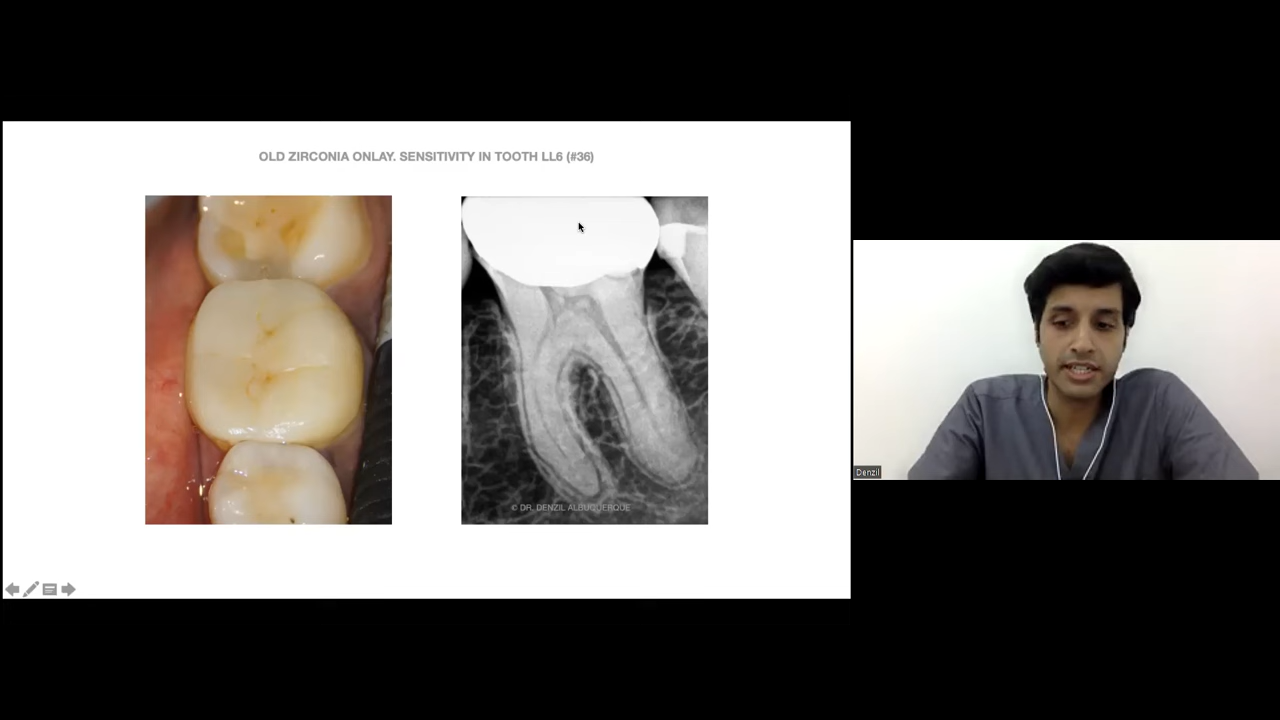 OLD ZIRCONIA ONLAY. SENSITIVITY IN TOOTH LL6 (#36)
© DR. DENZIL ALBUQUERQUE
Denzil